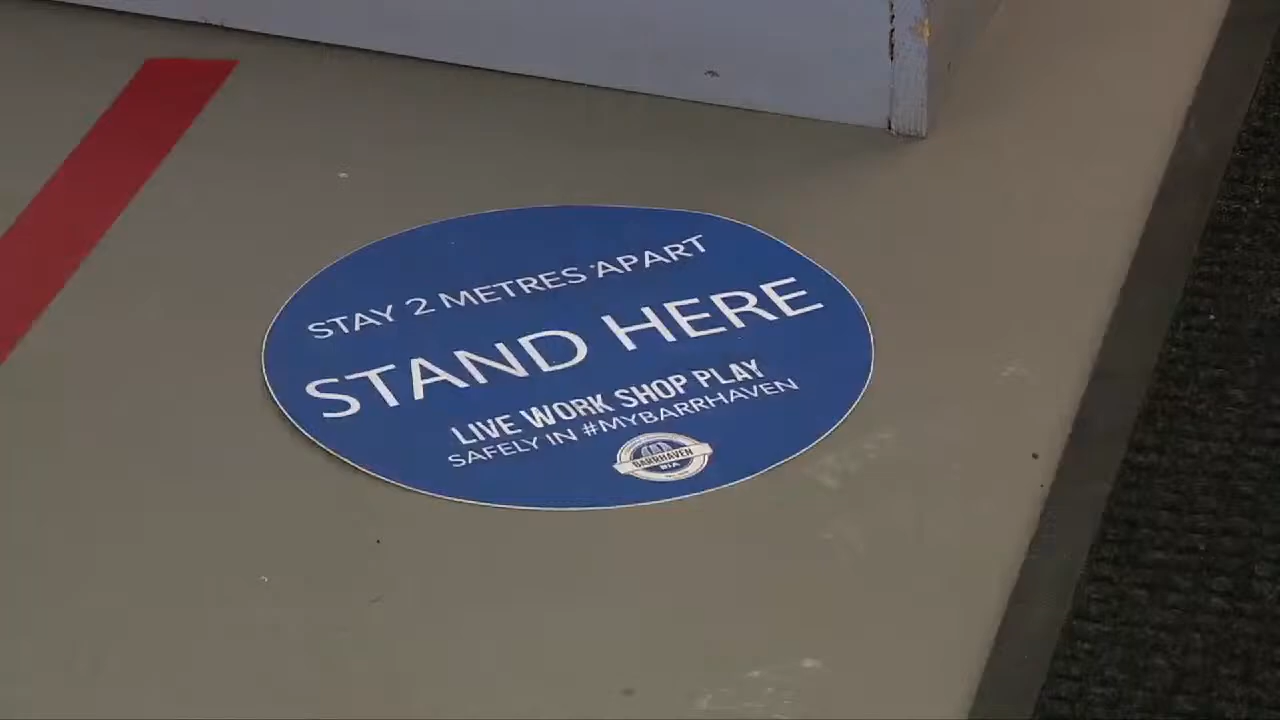 STAY 2 METRES APART
STAND HERE
LIVE WORK SHOP PLAY
SAFELY IN #MYBARRHAVEN
BARRHAVEN
BIA